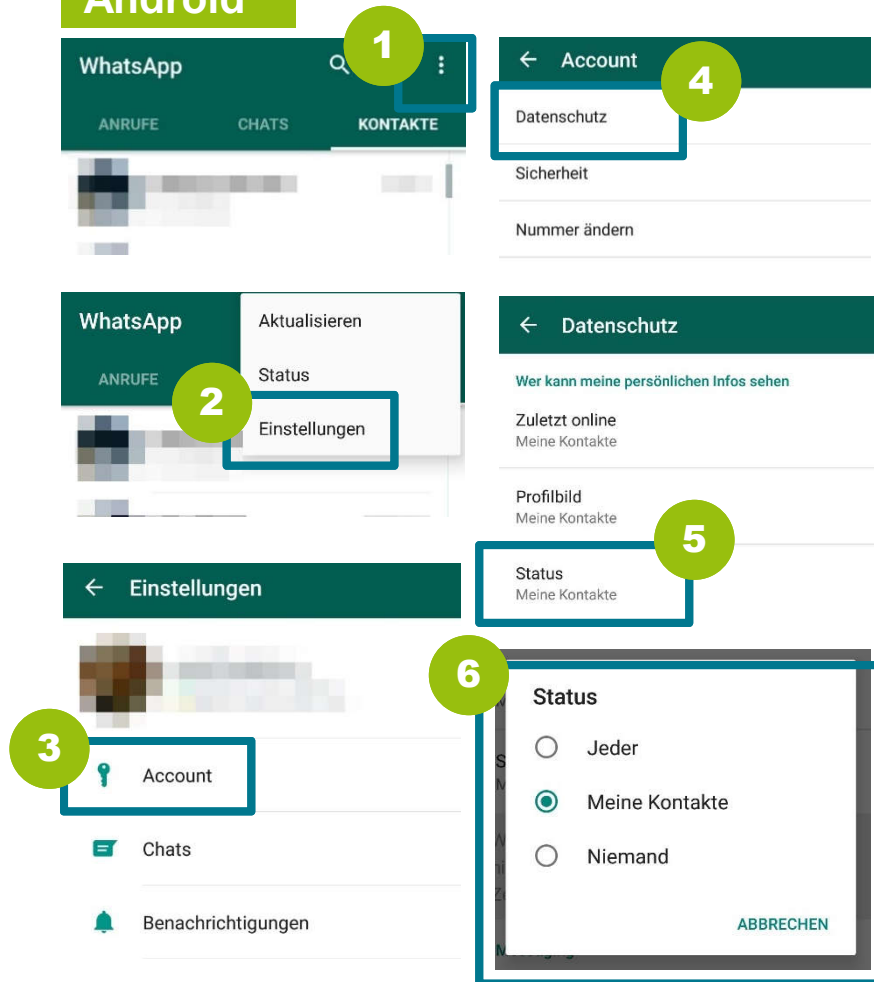 Android
1
WhatsApp
ANRUFE CHATS KONTAKTE
2
WhatsApp
ANRUFE
Aktualisieren
Status
Einstellungen
3
Einstellungen
Account
Chats
Benachrichtigungen
4
Account
Datenschutz
Sicherheit
Nummer ändern
Datenschutz
Wer kann meine persönlichen Infos sehen
Zuletzt online
Meine Kontakte
Profilbild
Meine Kontakte
5
Status
Meine Kontakte
6
Status
Jeder
Meine Kontakte
Niemand
ABBRECHEN